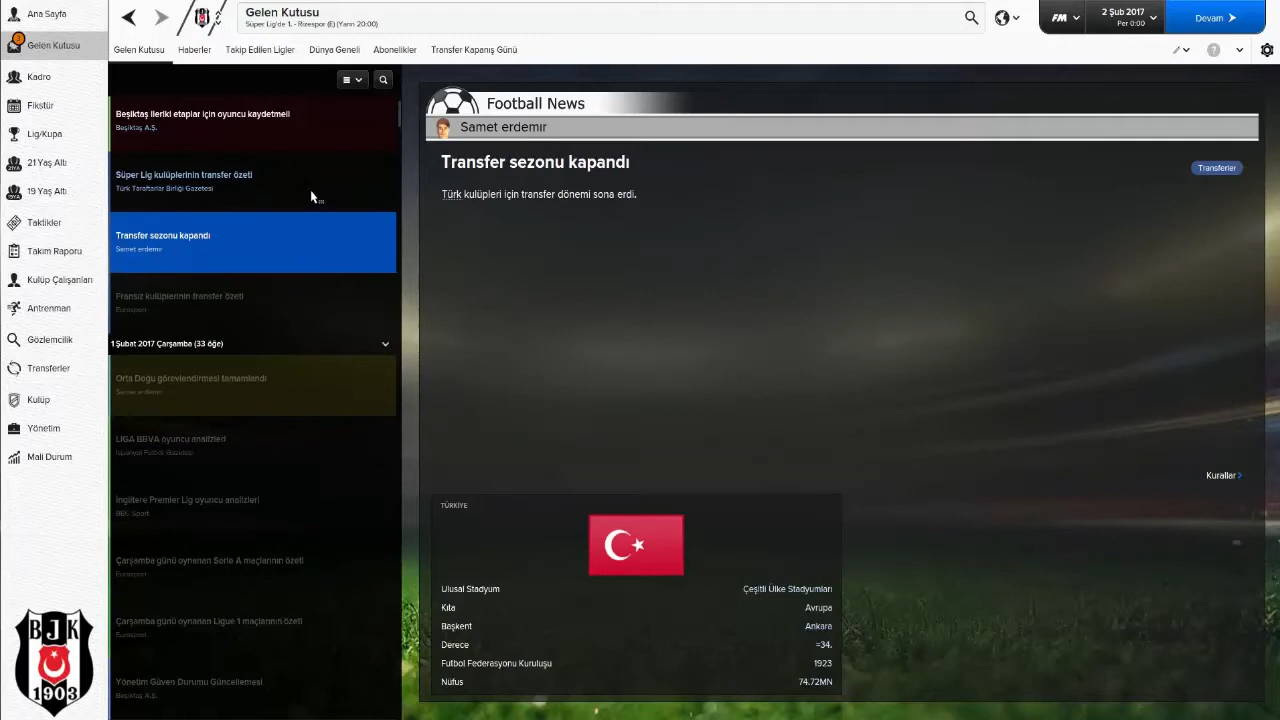 Ana Sayfa
3
Gelen Kutusu
Kadro
Fikstür
Lig/Kupa
21YA
21 Yaş Altı
19YA
19 Yaş Altı
Taktikler
Takım Raporu
Kulüp Çalışanları
Antrenman
Gözlemcilik
Transferler
Kulüp
Yönetim
Mali Durum
BJK
1903
Gelen Kutusu
Süper Lig'de 1. - Rizespor (E) (Yarın 20:00)
FM
2 Şub 2017
Per 0:00
Devam
Gelen Kutusu
Haberler
Takip Edilen Ligler
Dünya Geneli
Abonelikler
Transfer Kapanış Günü
Beşiktaş ileriki etaplar için oyuncu kaydetmeli
Beşiktaş A.Ş.
Süper Lig kulüplerinin transfer özeti
Türk Taraftarlar Birliği Gazetesi
Transfer sezonu kapandı
Samet erdemır
Fransız kulüplerinin transfer özeti
Eurosport
1 Şubat 2017 Çarşamba (33 öğe)
Orta Doğu görevlendirmesi tamamlandı
Samet erdemır
LIGA BBVA oyuncu analizleri
İspanyol Futbol Gazetesi
İngiltere Premier Lig oyuncu analizleri
BBC Sport
Çarşamba günü oynanan Serie A maçlarının özeti
Eurosport
Çarşamba günü oynanan Ligue 1 maçlarının özeti
Eurosport
Yönetim Güven Durumu Güncellemesi
Beşiktaş A.Ş.
Football News
Samet erdemır
Transfer sezonu kapandı
Transferler
Türk kulüpleri için transfer dönemi sona erdi.
Kurallar
TÜRKİYE
Ulusal Stadyum Çeşitli Ülke Stadyumları
Kıta Avrupa
Başkent Ankara
Derece =34.
Futbol Federasyonu Kuruluşu 1923
Nüfus 74.72MN